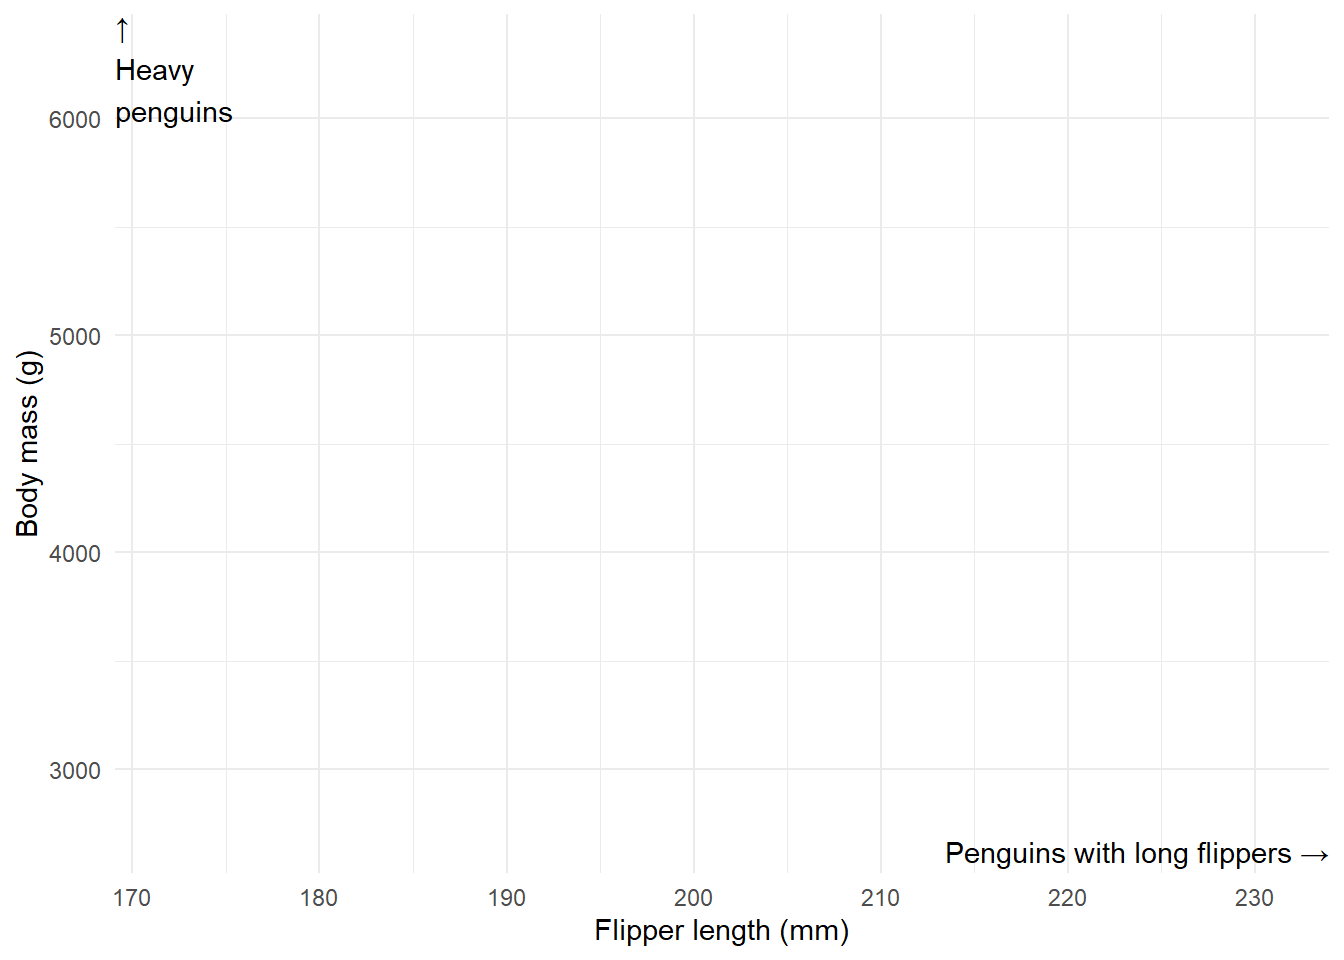 ↑
Heavy
penguins
6000
5000
4000
3000
Body mass (g)
Penguins with long flippers →
170 180 190 200 210 220 230
Flipper length (mm)